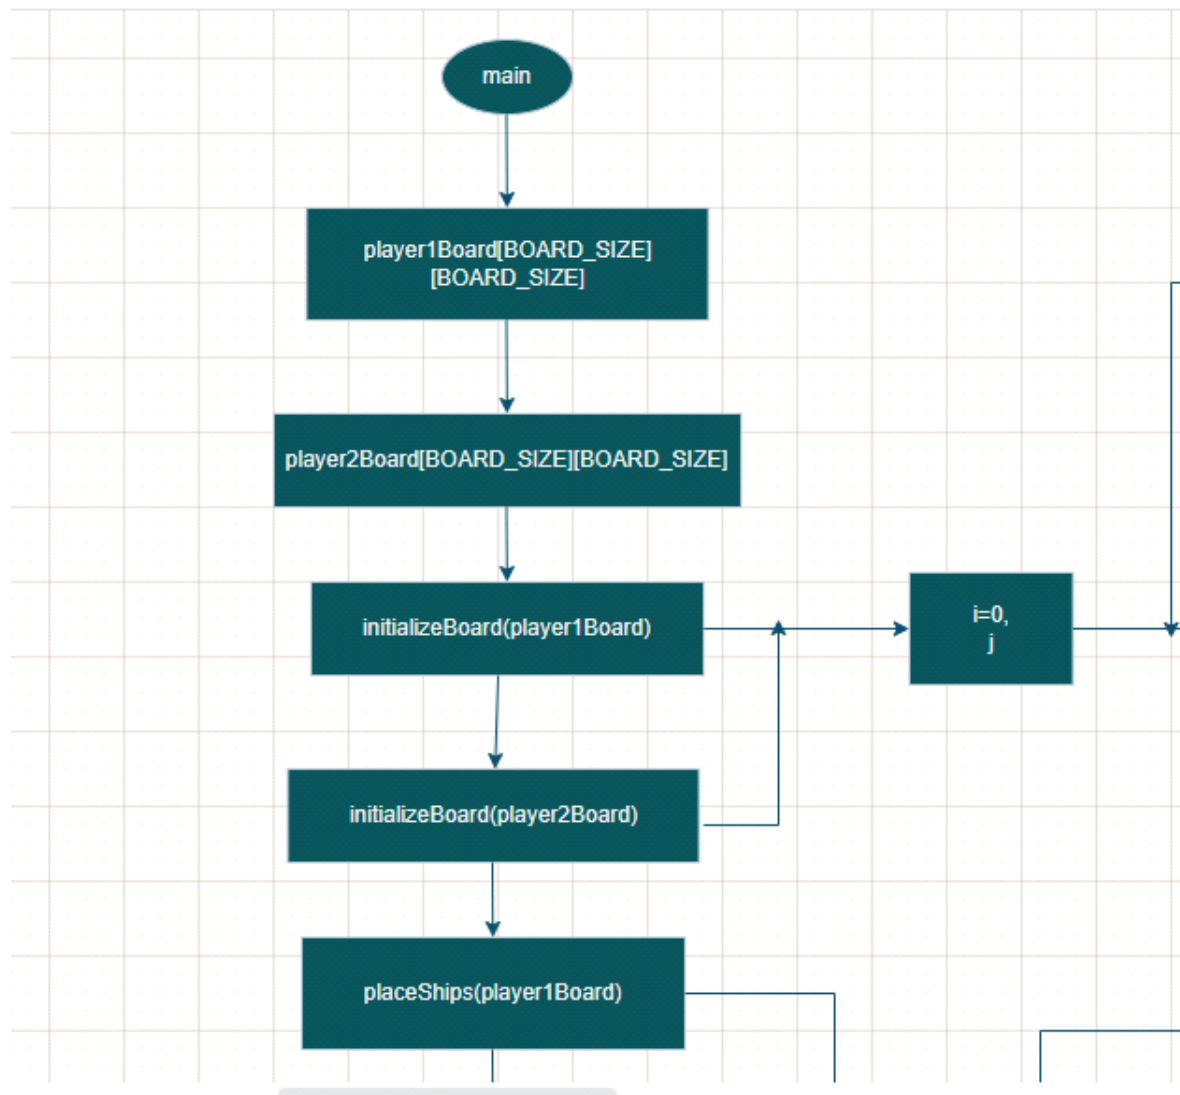 main
player1Board[BOARD_SIZE]
[BOARD_SIZE]
player2Board[BOARD_SIZE][BOARD_SIZE]
initializeBoard(player1Board)
i=0,
j
initializeBoard(player2Board)
placeShips(player1Board)